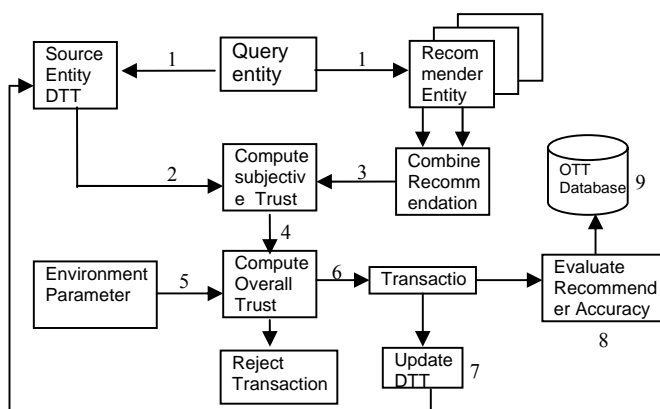 Source
Entity
DTT
1
Query
entity
1
Recom
mender
Entity
2
Compute
subjectiv
e Trust
3
Combine
Recomm
endation
OTT
Database
9
4
Environment
Parameter
5
Compute
Overall
Trust
6
Transactio
Evaluate
Recommend
er Accuracy
8
Reject
Transaction
Update
DTT
7